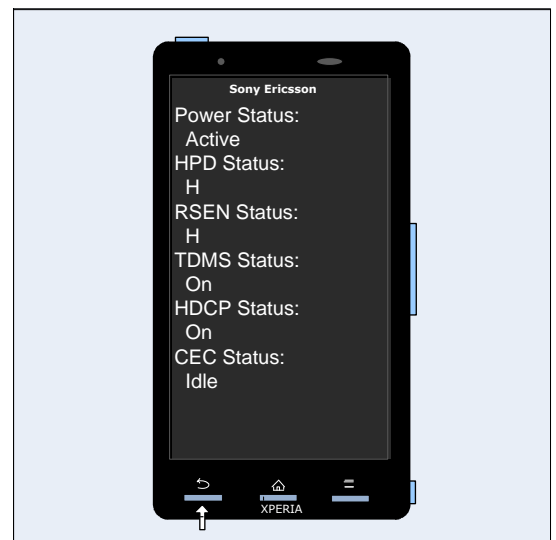 Sony Ericsson
Power Status:
Active
HPD Status:
H
RSEN Status:
H
TDMS Status:
On
HDCP Status:
On
CEC Status:
Idle
XPERIA